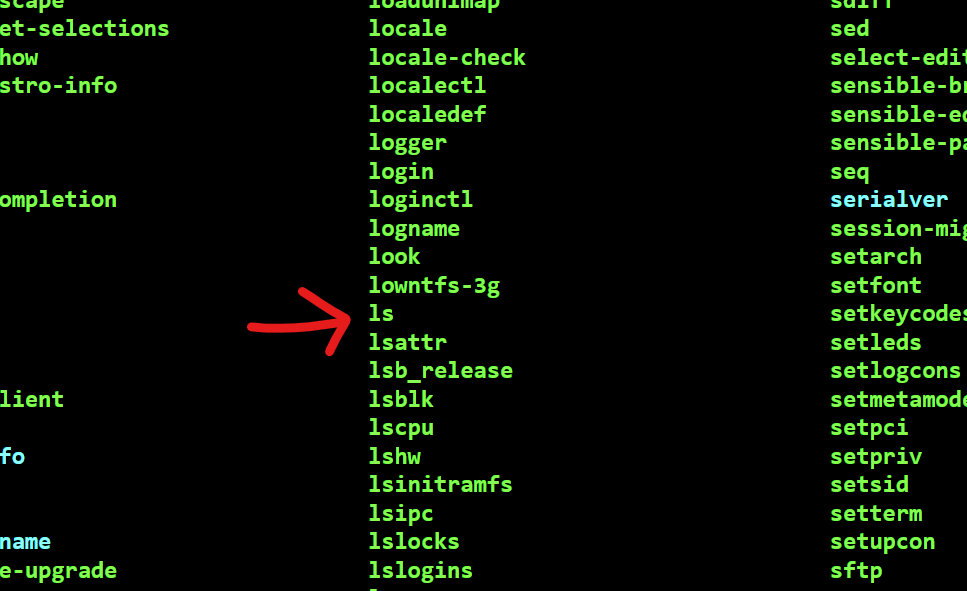 et-selections
how
stro-info
ompletion
lient
fo
name
e-upgrade
loadunimap
locale
locale-check
localectl
localedef
logger
login
loginctl
logname
look
lowntfs-3g
ls
lsattr
lsb_release
lsblk
lscpu
lshw
lsinitramfs
lsipc
lslocks
lslogins
sdiff
sed
select-edit
sensible-br
sensible-ed
sensible-pa
seq
serialver
session-mig
setarch
setfont
setkeycodes
setleds
setlogcons
setmetamode
setpci
setpriv
setsid
setterm
setupcon
sftp